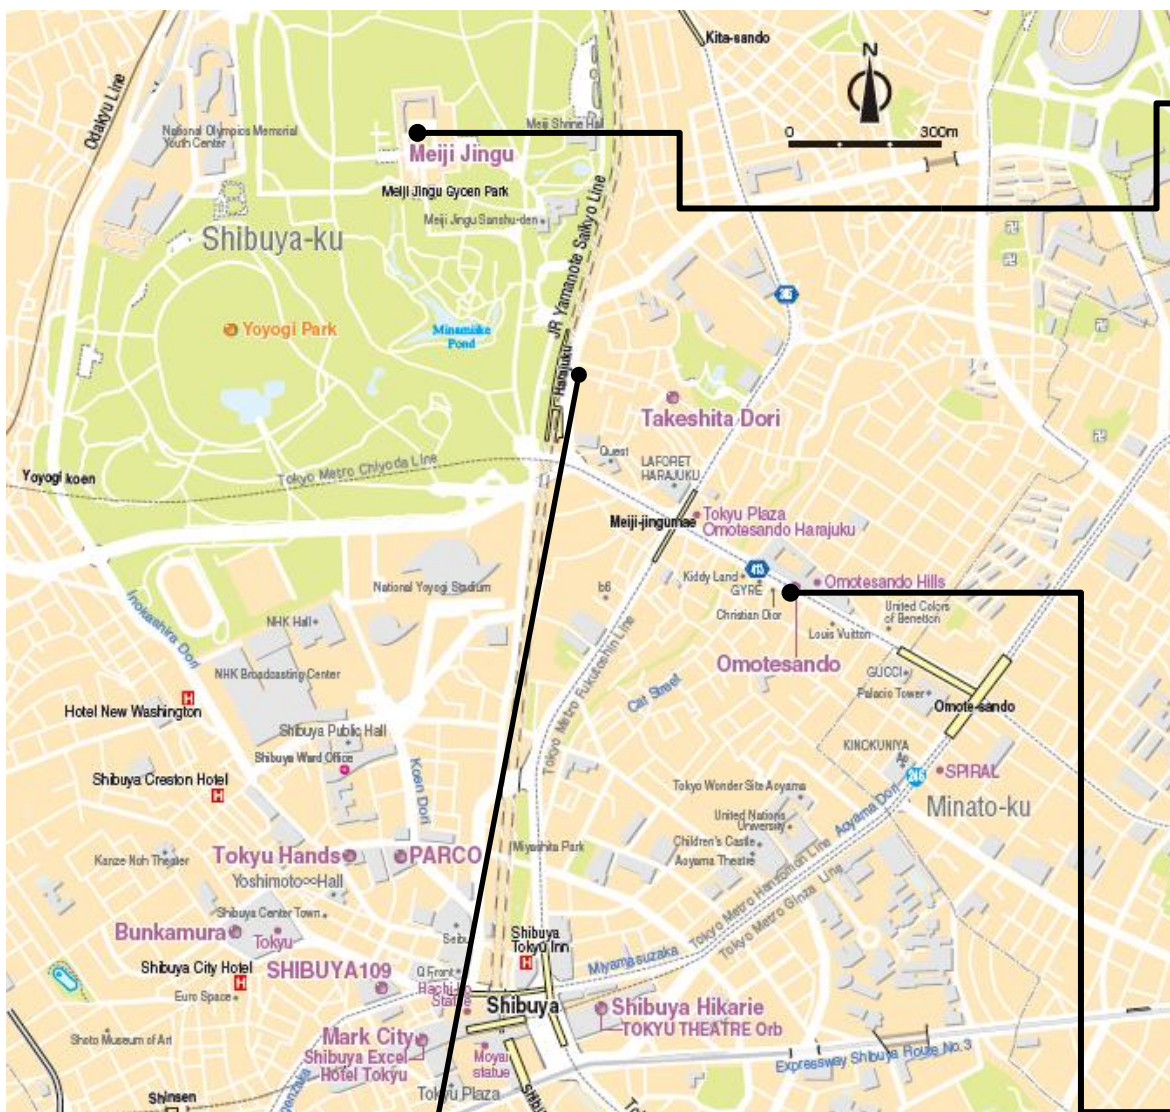 Kita-sando
N
0
300m
Odakyu Line
National Olympics Memorial
Youth Center
Meiji Shrine Hall
Meiji Jingu
Meiji Jingu Gyoen Park
Meiji Jingu Sanshu-den
Shibuya-ku
JR Yamanote Saikyo Line
305
Yoyogi Park
Minamiike
Pond
Harajuku
Takeshita Dori
Quest
LAFORET
HARAJUKU
Tokyo Metro Chiyoda Line
Yoyogi koen
Meiji-jingumae
Tokyu Plaza
Omotesando Harajuku
413
Kiddy Land
GYRE
Omotesando Hills
National Yoyogi Stadium
b6
Christian Dior
United Colors
of Benetton
Louis Vuitton
Inokashira Dori
NHK Hall
Omotesando
GUCCI
NHK Broadcasting Center
Tokyo Metro Fukutoshin Line
Cat Street
Palacio Tower
Omote-sando
H
Hotel New Washington
Shibuya Public Hall
Shibuya Ward Office
KINOKUNIYA
Ao
246
SPIRAL
Shibuya Creston Hotel
H
Koen Dori
Tokyo Wonder Site Aoyama
Aoyama Dori
Minato-ku
United Nations
University
Children's Castle
Aoyama Theatre
Kanze Noh Theater
Tokyu Hands
PARCO
Miyashita Park
Yoshimoto∞Hall
Tokyo Metro Hanzomon Line
Tokyo Metro Ginza Line
Shibuya Center Town
Bunkamura
Tokyu
Seibu
Shibuya
Tokyu Inn
H
Miyamasuzaka
Shibuya City Hotel
H
SHIBUYA109
Q Front
Statue
Euro Space
Shibuya
Shibuya Hikarie
TOKYU THEATRE Orb
Shoto Museum of Art
Mark City
Shibuya Excel
Hotel Tokyu
Moyai
statue
Expressway Shibuya Route No.3
Tokyu Plaza
Shinsen